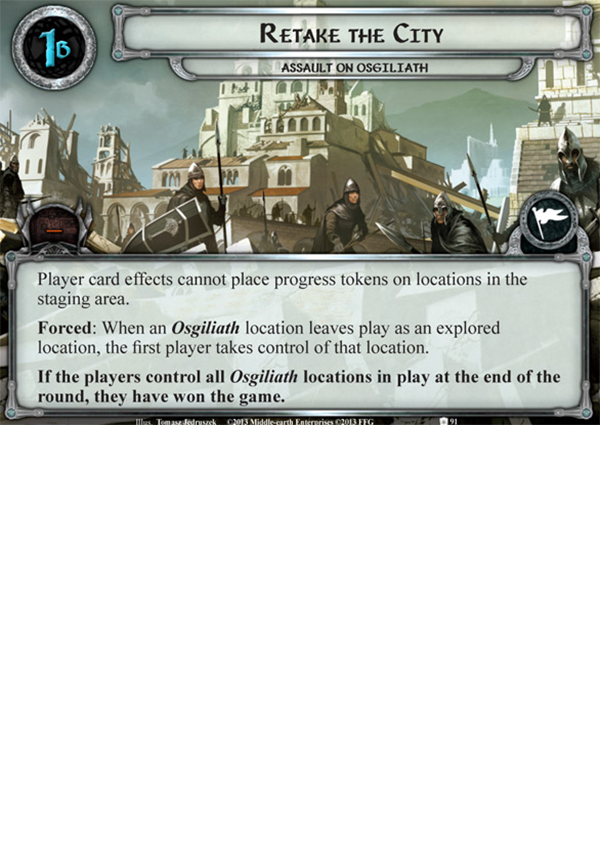 1B
RETAKE THE CITY
ASSAULT ON OSGILIATH
Player card effects cannot place progress tokens on locations in the
staging area.
Forced: When an Osgiliath location leaves play as an explored
location, the first player takes control of that location.
If the players control all Osgiliath locations in play at the end of the
round, they have won the game.
Illus. Tomasz Jedruszek ©2013 Middle-earth Enterprises ©2013 FFG 91